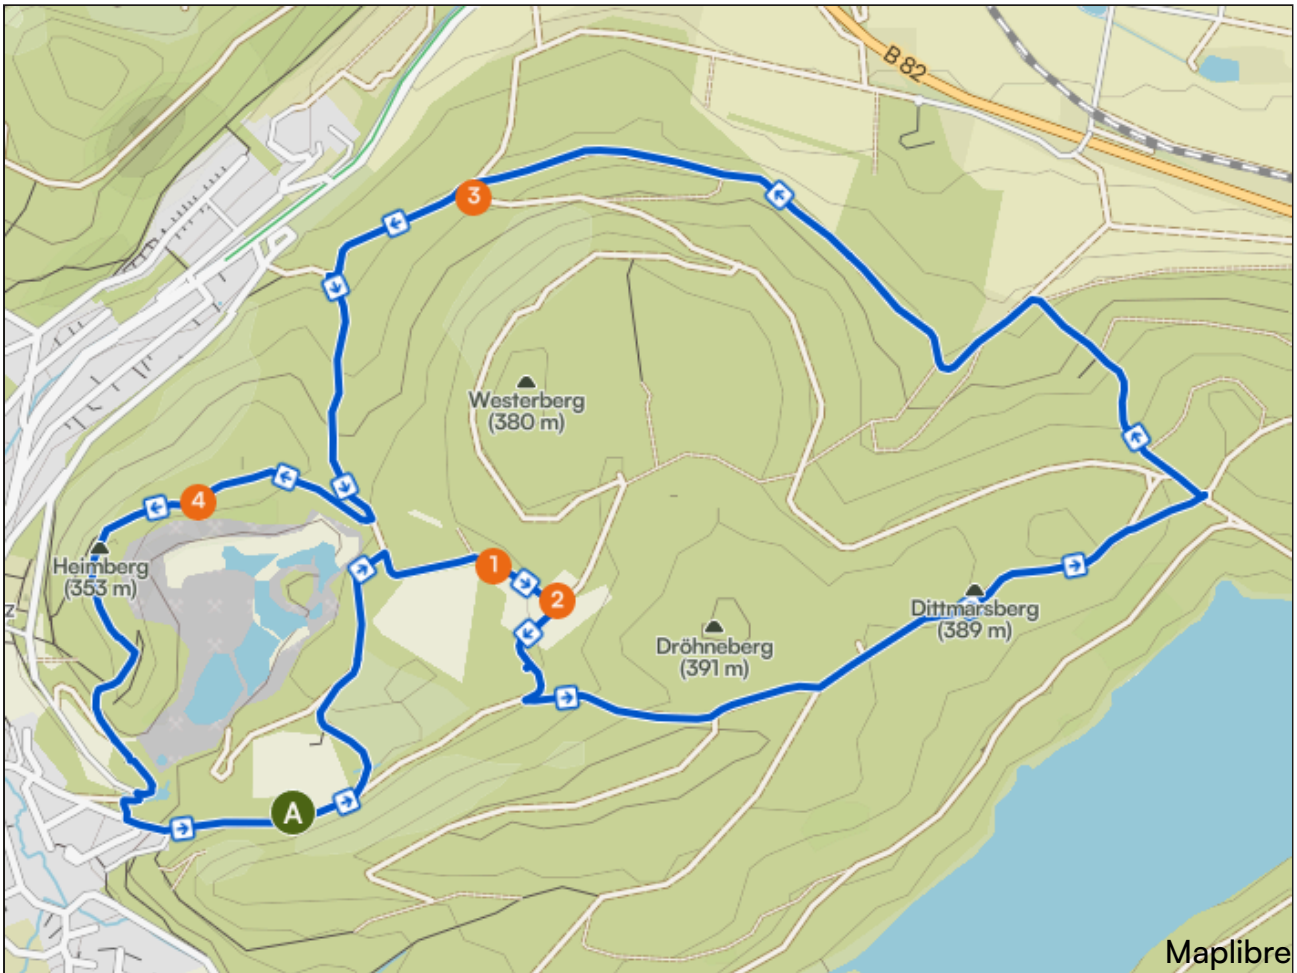 B 82
3
Westerberg
(380 m)
4
Heimberg
(353 m)
1
2
Dittmarsberg
(389 m)
Dröhneberg
(391 m)
z
A
Maplibre